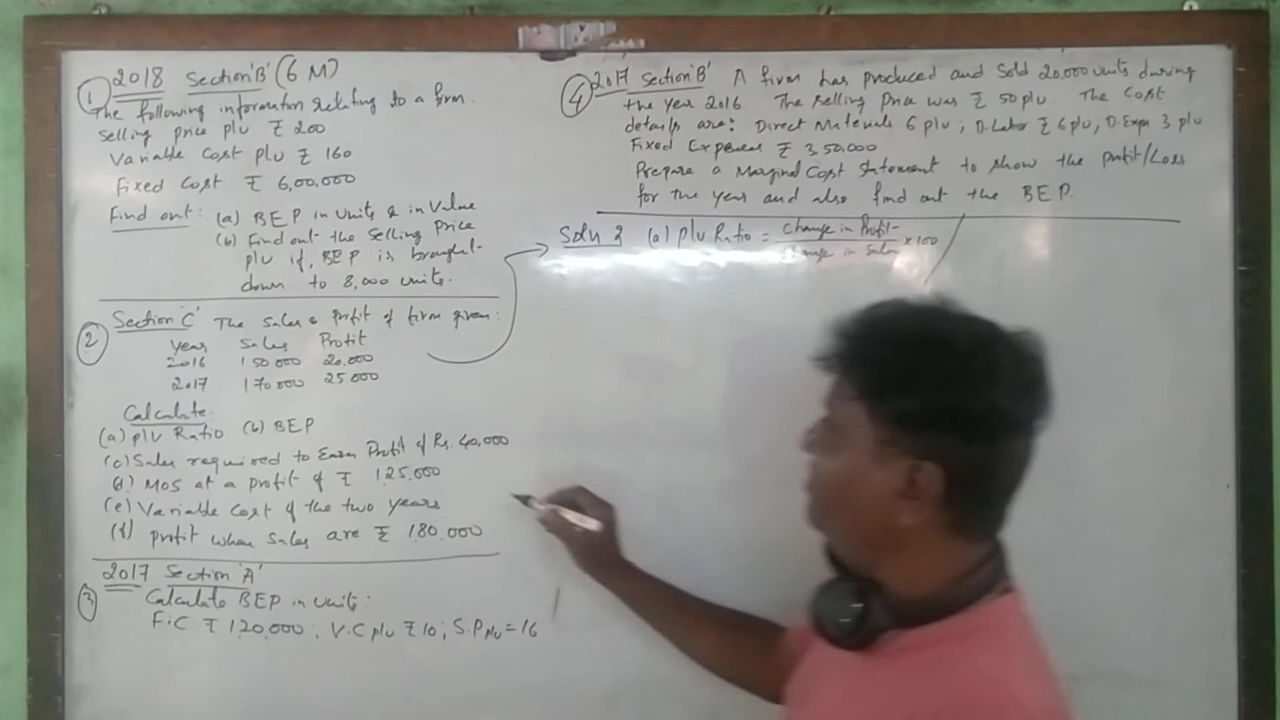 ① 2018 Section 'B' (6 M)
The following information relating to a firm.
Selling price p/u ₹ 200
Variable Cost p/u ₹ 160
Fixed Cost ₹ 6,00,000
Find out: (a) BEP in Units & in Value
(b) Find out the Selling Price
p/u if, BEP is brought
down to 8,000 units.
② Section 'C' The Sales & Profit of firm given:
Year Sales Profit
2016 150 000 20,000
2017 170 000 25 000
Calculate
(a) P/V Ratio (b) BEP
(c) Sales required to Earn Profit of Rs. 40,000
(d) MOS at a profit of ₹ 1,25,000
(e) Variable Cost of the two years
(f) profit when Sales are ₹ 1,80,000
2017 Section 'A'
③ Calculate BEP in Units:
F.C ₹ 1,20,000; V.C p/u ₹ 10; S.P p/u = 16
④ 2017 Section 'B' A firm has produced and Sold 20,000 units during
the year 2016. The Selling Price was ₹ 50 p/u. The Cost
details are: Direct Materials 6 p/u; D. Labor ₹ 6 p/u; D. Expn 3 p/u
Fixed Expenses ₹ 3,50,000
Prepare a Marginal Cost Statement to show the profit/Loss
for the year and also find out the BEP.
Soln 2 (a) P/V Ratio = Change in Profit
Change in Sales × 100